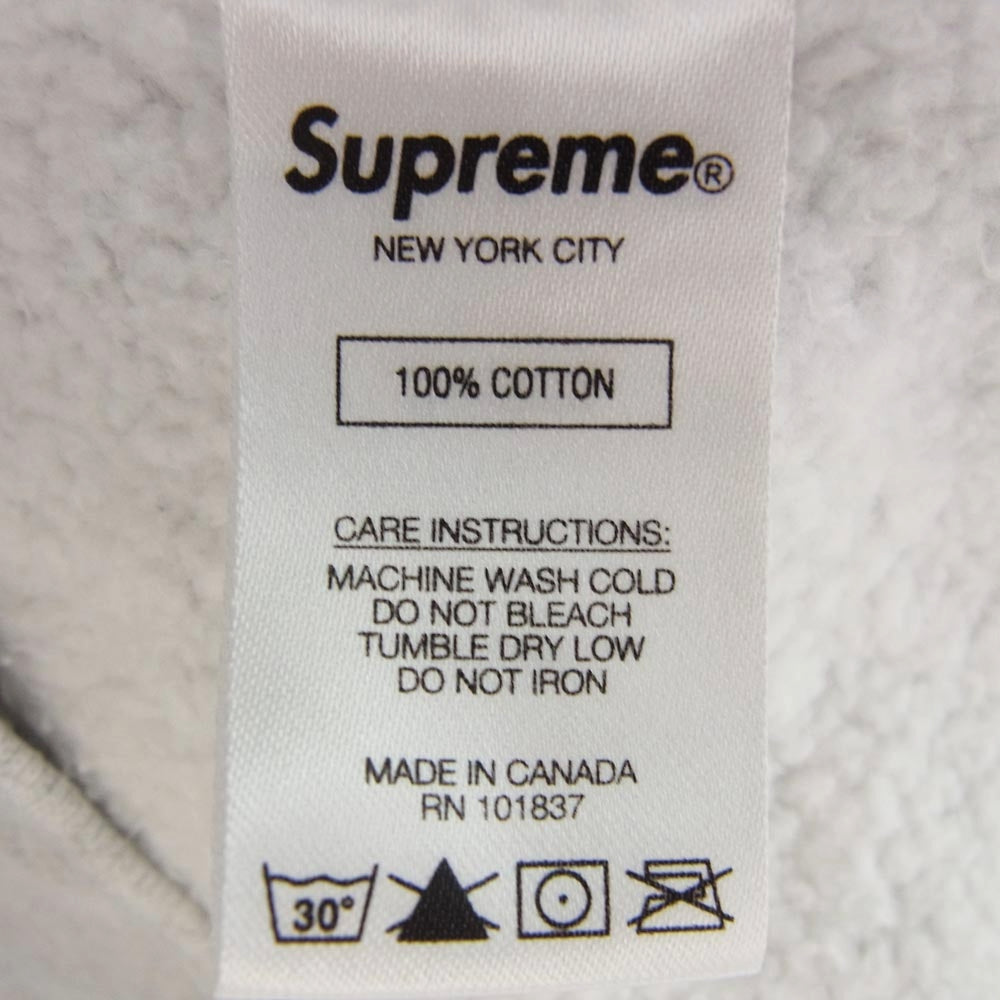 Supreme®
NEW YORK CITY
100% COTTON
CARE INSTRUCTIONS:
MACHINE WASH COLD
DO NOT BLEACH
TUMBLE DRY LOW
DO NOT IRON
MADE IN CANADA
RN 101837
30°